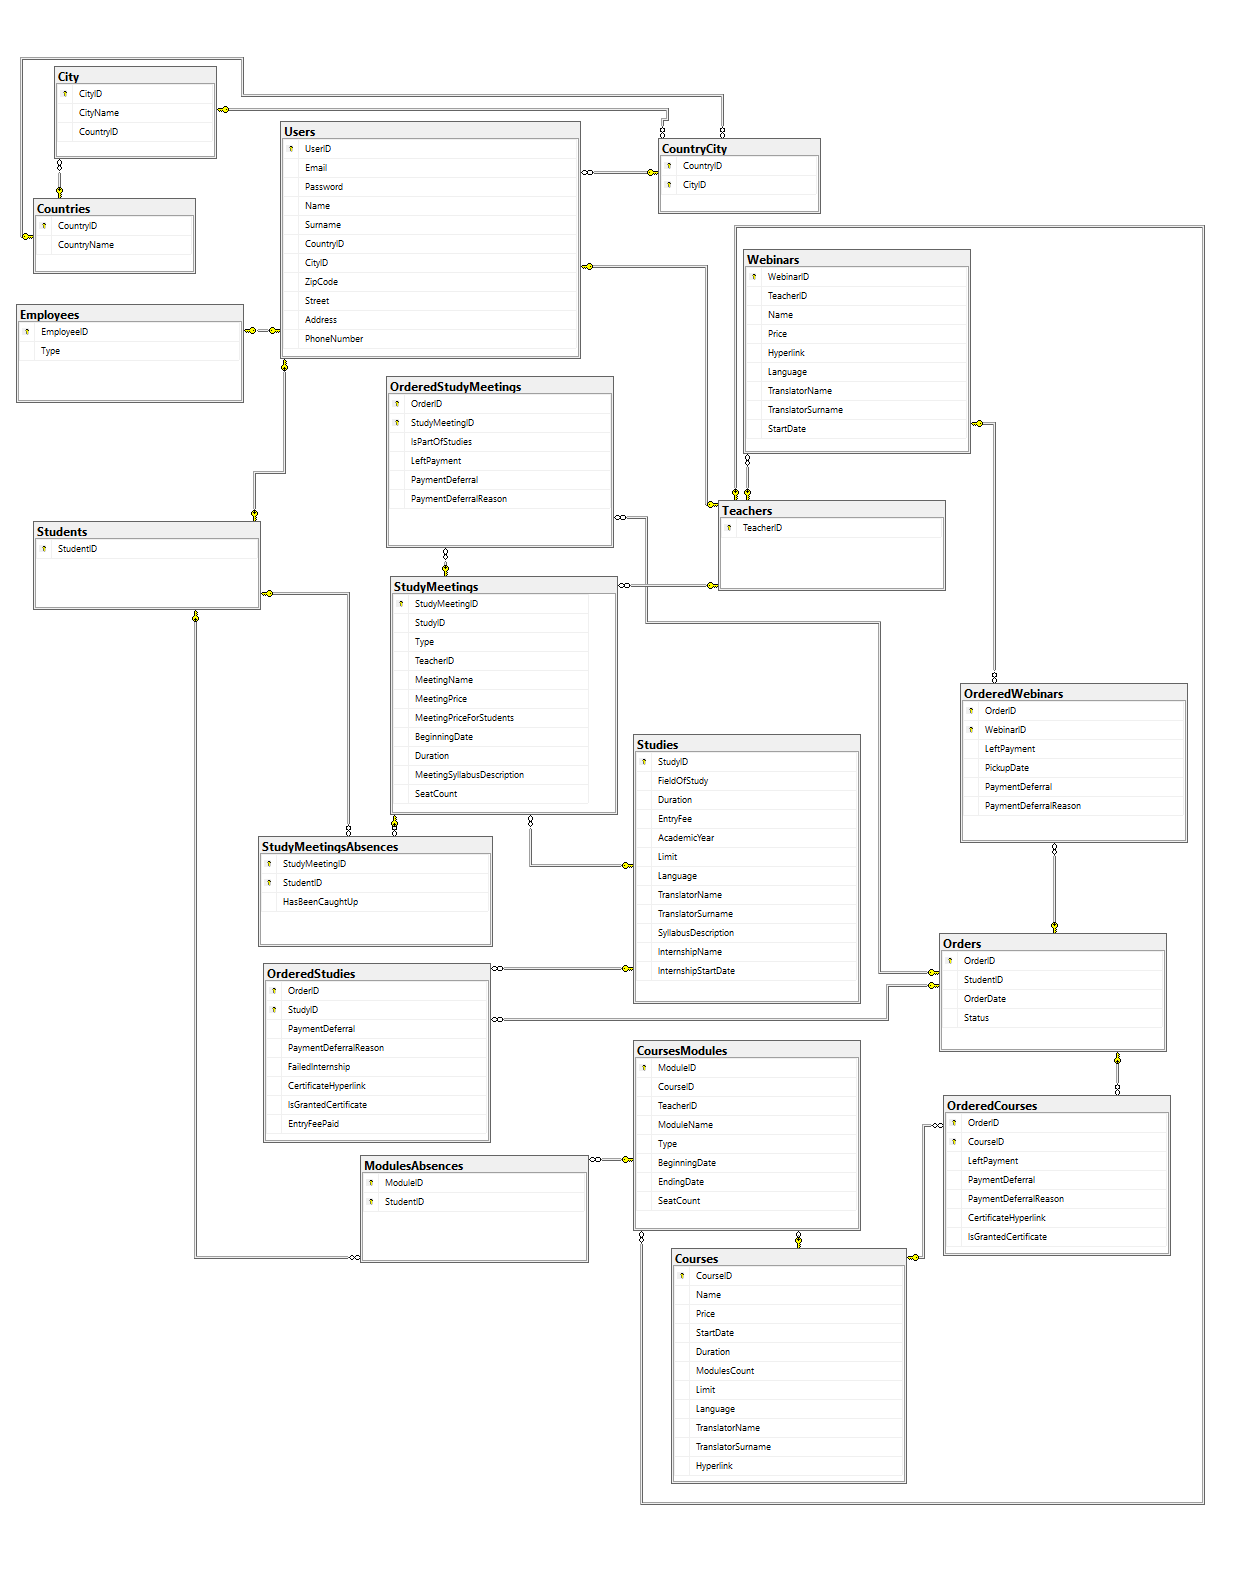 City
CityID
CityName
CountryID
Users
UserID
Email
Password
Name
Surname
CountryID
CityID
ZipCode
Street
Address
PhoneNumber
CountryCity
CountryID
CityID
Countries
CountryID
CountryName
Webinars
WebinarID
TeacherID
Name
Price
Hyperlink
Language
TranslatorName
TranslatorSurname
StartDate
Employees
EmployeeID
Type
OrderedStudyMeetings
OrderID
StudyMeetingID
IsPartOfStudies
LeftPayment
PaymentDeferral
PaymentDeferralReason
Teachers
TeacherID
Students
StudentID
StudyMeetings
StudyMeetingID
StudyID
Type
TeacherID
MeetingName
MeetingPrice
MeetingPriceForStudents
BeginningDate
Duration
MeetingSyllabusDescription
SeatCount
OrderedWebinars
OrderID
WebinarID
LeftPayment
PickupDate
PaymentDeferral
PaymentDeferralReason
Studies
StudyID
FieldOfStudy
Duration
EntryFee
AcademicYear
Limit
Language
TranslatorName
TranslatorSurname
SyllabusDescription
InternshipName
InternshipStartDate
StudyMeetingsAbsences
StudyMeetingID
StudentID
HasBeenCaughtUp
Orders
OrderID
StudentID
OrderDate
Status
OrderedStudies
OrderID
StudyID
PaymentDeferral
PaymentDeferralReason
FailedInternship
CertificateHyperlink
IsGrantedCertificate
EntryFeePaid
CoursesModules
ModuleID
CourseID
TeacherID
ModuleName
Type
BeginningDate
EndingDate
SeatCount
OrderedCourses
OrderID
CourseID
LeftPayment
PaymentDeferral
PaymentDeferralReason
CertificateHyperlink
IsGrantedCertificate
ModulesAbsences
ModuleID
StudentID
Courses
CourseID
Name
Price
StartDate
Duration
ModulesCount
Limit
Language
TranslatorName
TranslatorSurname
Hyperlink